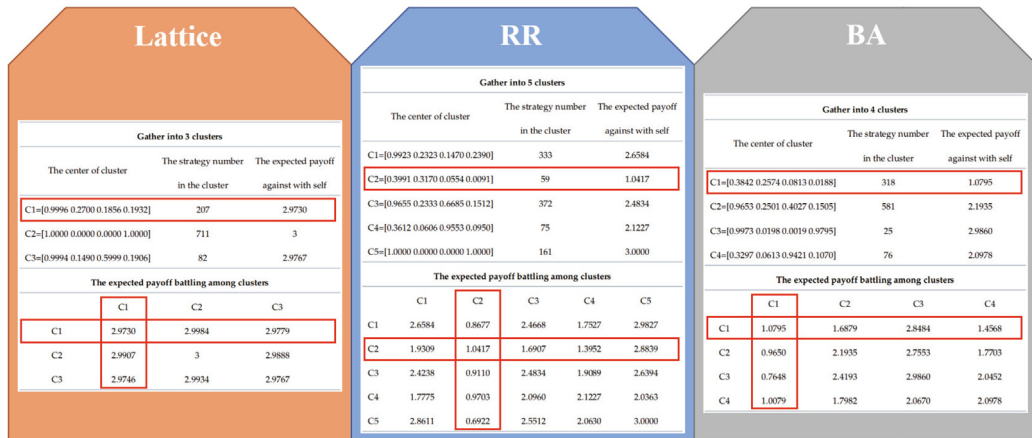 Lattice
Gather into 3 clusters
The center of cluster The strategy number in the cluster The expected payoff against with self
C1=[0.9996 0.2700 0.1856 0.1932] 207 2.9730
C2=[1.0000 0.0000 0.0000 1.0000] 711 3
C3=[0.9994 0.1490 0.5999 0.1906] 82 2.9767
The expected payoff battling among clusters
C1 C2 C3
C1 2.9730 2.9984 2.9779
C2 2.9907 3 2.9888
C3 2.9746 2.9934 2.9767
RR
Gather into 5 clusters
The center of cluster The strategy number in the cluster The expected payoff against with self
C1=[0.9923 0.2323 0.1470 0.2390] 333 2.6584
C2=[0.3991 0.3170 0.0554 0.0091] 59 1.0417
C3=[0.9655 0.2333 0.6685 0.1512] 372 2.4834
C4=[0.3612 0.0606 0.9553 0.0950] 75 2.1227
C5=[1.0000 0.0000 0.0000 1.0000] 161 3.0000
The expected payoff battling among clusters
C1 C2 C3 C4 C5
C1 2.6584 0.8677 2.4668 1.7527 2.9827
C2 1.9309 1.0417 1.6907 1.3952 2.8839
C3 2.4238 0.9110 2.4834 1.9089 2.6394
C4 1.7775 0.9703 2.0960 2.1227 2.0363
C5 2.8611 0.6922 2.5512 2.0630 3.0000
BA
Gather into 4 clusters
The center of cluster The strategy number in the cluster The expected payoff against with self
C1=[0.3842 0.2574 0.0813 0.0188] 318 1.0795
C2=[0.9653 0.2501 0.4027 0.1505] 581 2.1935
C3=[0.9973 0.0198 0.0019 0.9795] 25 2.9860
C4=[0.3297 0.0613 0.9421 0.1070] 76 2.0978
The expected payoff battling among clusters
C1 C2 C3 C4
C1 1.0795 1.6879 2.8484 1.4568
C2 0.9650 2.1935 2.7553 1.7703
C3 0.7648 2.4193 2.9860 2.0452
C4 1.0079 1.7982 2.0670 2.0978